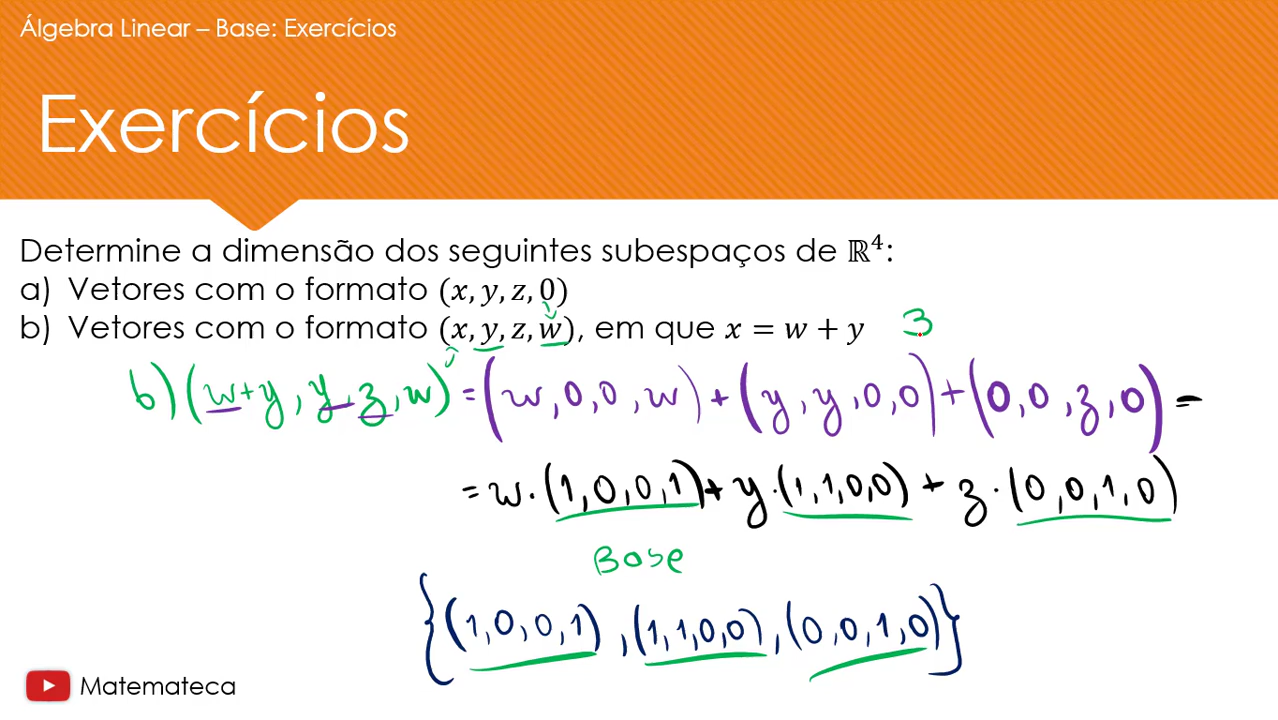 Álgebra Linear – Base: Exercícios
Exercícios
Determine a dimensão dos seguintes subespaços de ℝ⁴:
a) Vetores com o formato (x, y, z, 0)
b) Vetores com o formato (x, y, z, w), em que x = w + y 3
b) (w+y, y, z, w) = (w,0,0,w) + (y,y,0,0) + (0,0,z,0) =
= w·(1,0,0,1) + y·(1,1,0,0) + z·(0,0,1,0)
Base
{(1,0,0,1), (1,1,0,0), (0,0,1,0)}
Matemateca